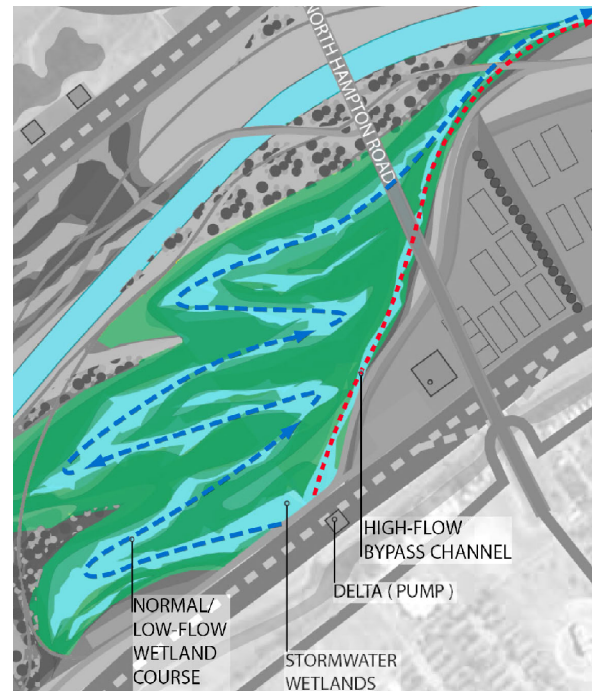 NORTH HAMPTON ROAD
HIGH-FLOW
BYPASS CHANNEL
DELTA ( PUMP )
NORMAL/
LOW-FLOW
WETLAND
COURSE
STORMWATER
WETLANDS